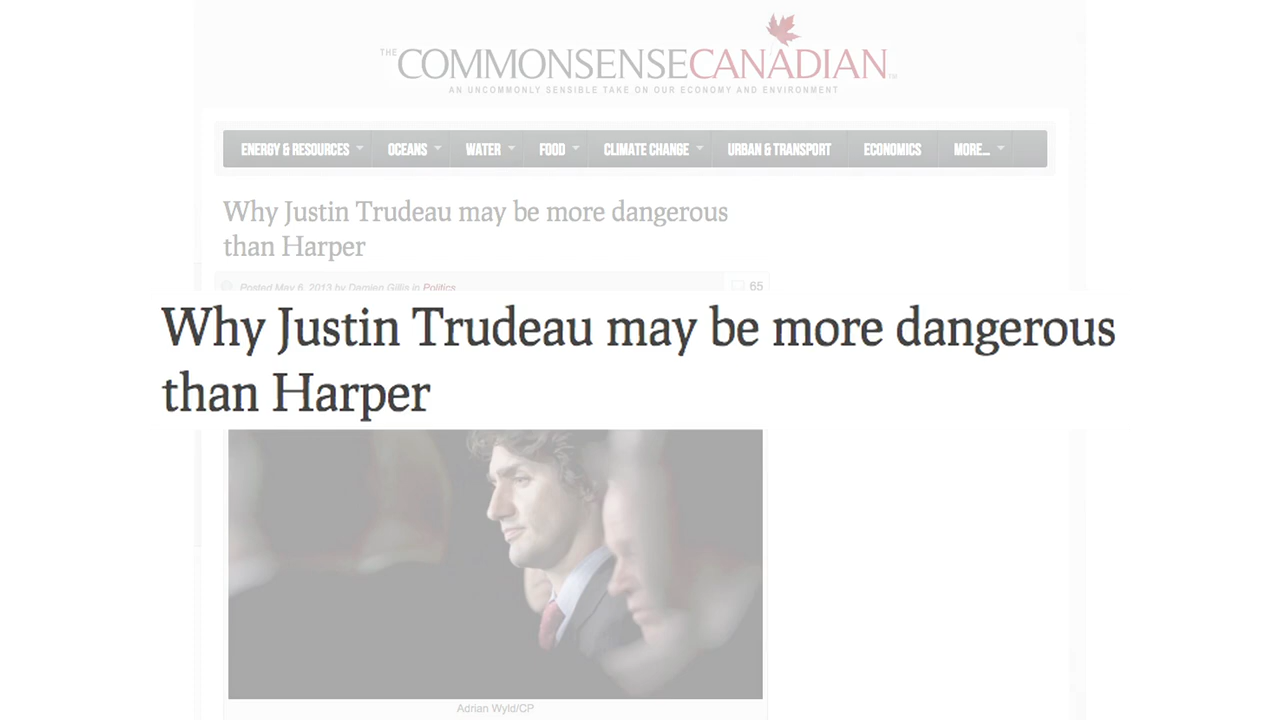 THE COMMONSENSECANADIAN™
AN UNCOMMONLY SENSIBLE TAKE ON OUR ECONOMY AND ENVIRONMENT
ENERGY & RESOURCES OCEANS WATER FOOD CLIMATE CHANGE URBAN & TRANSPORT ECONOMICS MORE...
Why Justin Trudeau may be more dangerous
than Harper
Posted May 6, 2013 by Damien Gillis in Politics 65
Why Justin Trudeau may be more dangerous
than Harper
Adrian Wyld/CP